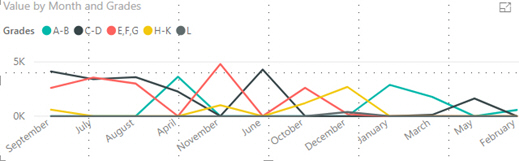 Value by Month and Grades
Grades A-B C-D E,F,G H-K L
5K
0K
September July August April November June October December January March May February